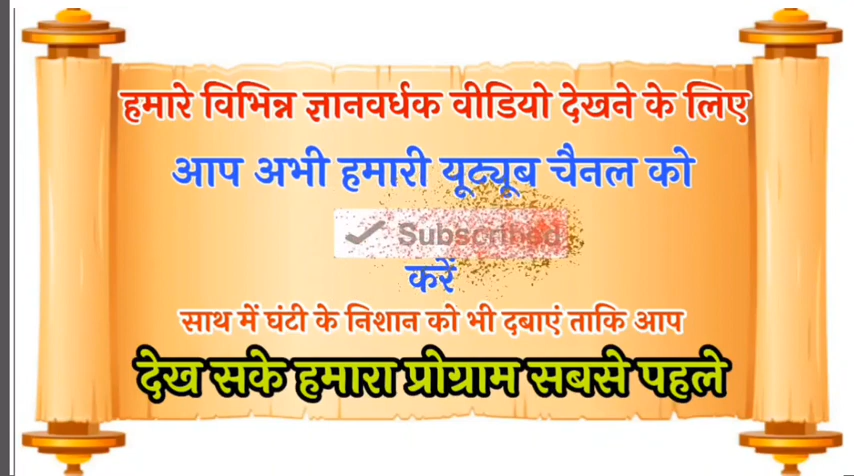 हमारे विभिन्न ज्ञानवर्धक वीडियो देखने के लिए
आप अभी हमारी यूट्यूब चैनल को
Subscribed
करें
साथ में घंटी के निशान को भी दबाएं ताकि आप
देख सके हमारा प्रोग्राम सबसे पहले